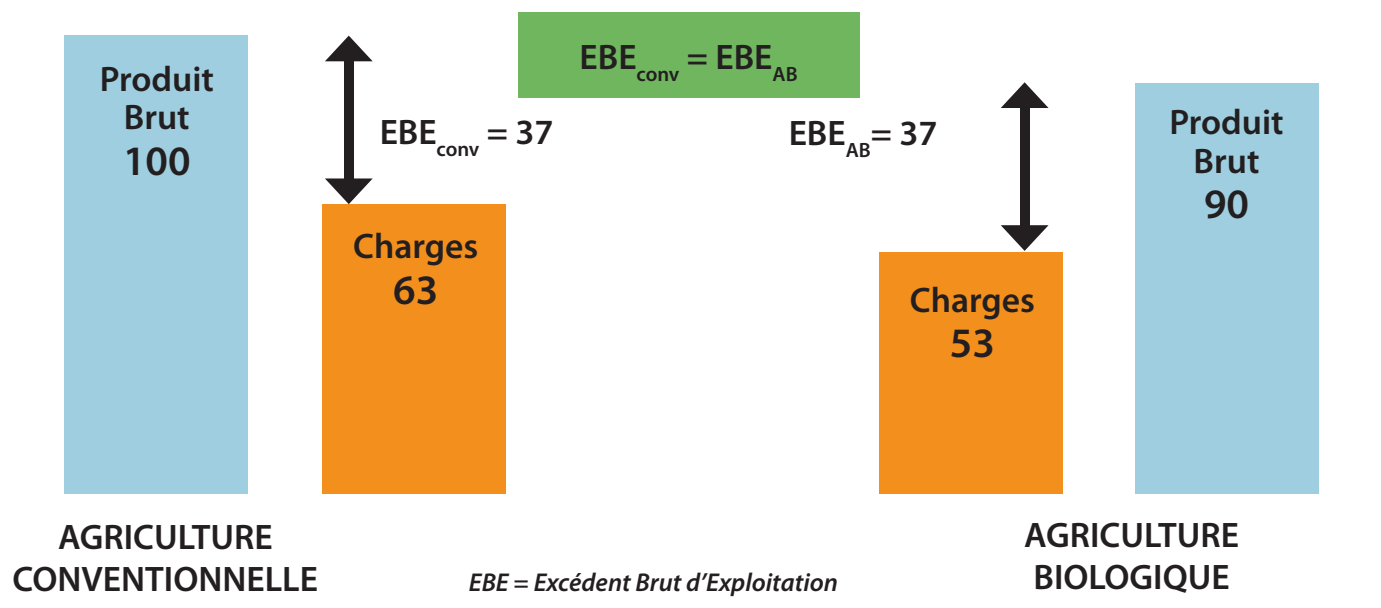 Produit
Brut
100
EBEconv = 37
Charges
63
AGRICULTURE
CONVENTIONNELLE
EBEconv = EBEAB
EBEAB= 37
Charges
53
Produit
Brut
90
AGRICULTURE
BIOLOGIQUE
EBE = Excédent Brut d’Exploitation